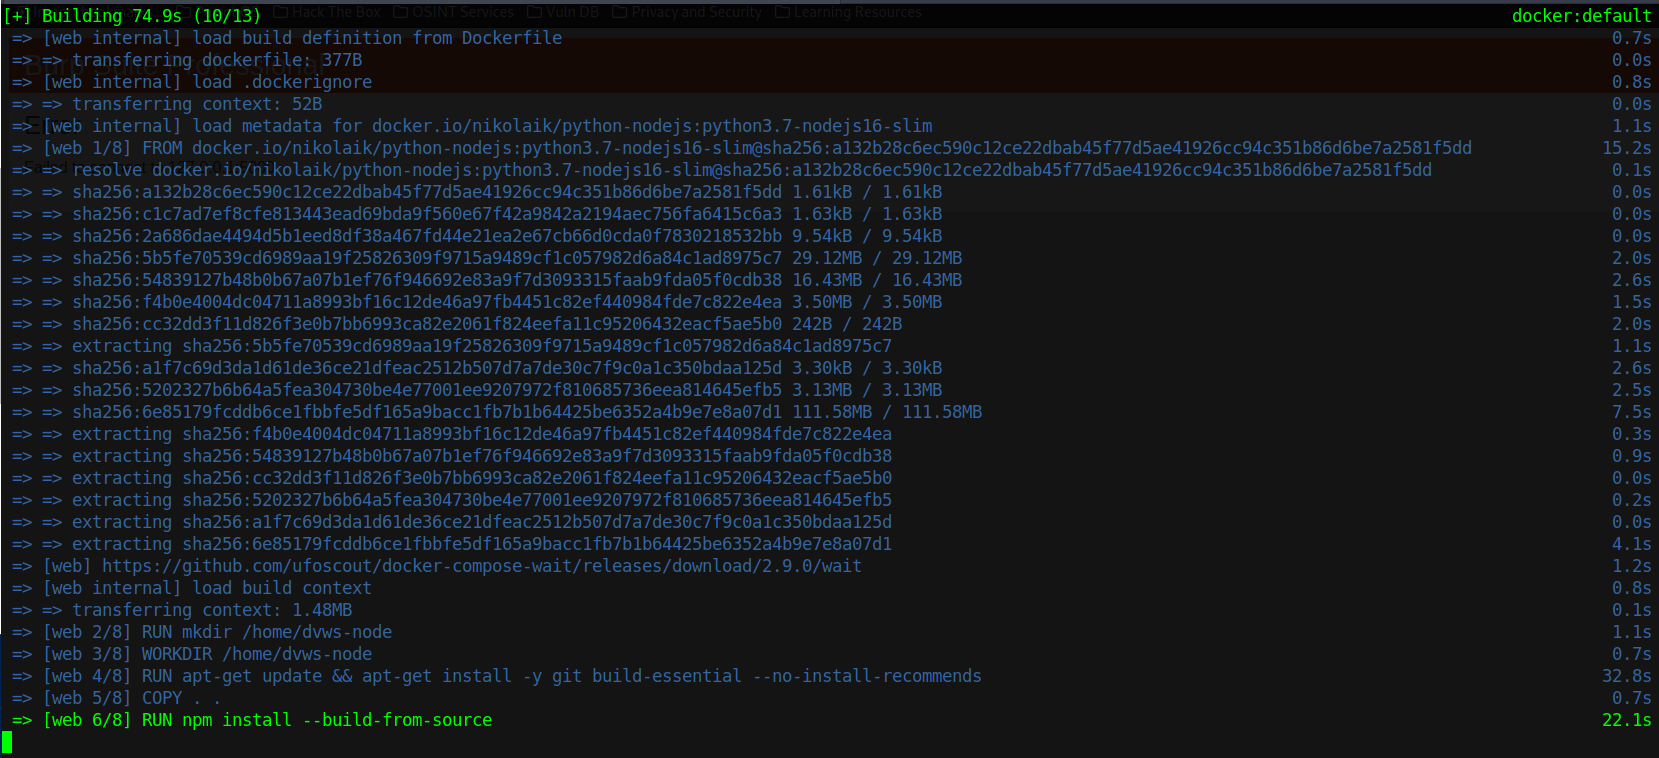 [+] Building 74.9s (10/13) docker:default
Hack The Box OSINT Services Vuln DB Privacy and Security Learning Resources
=> [web internal] load build definition from Dockerfile 0.7s
=> => transferring dockerfile: 377B 0.0s
Burp Suite Professional
=> [web internal] load .dockerignore 0.8s
=> => transferring context: 52B 0.0s
=> [web internal] load metadata for docker.io/nikolaik/python-nodejs:python3.7-nodejs16-slim 1.1s
=> [web 1/8] FROM docker.io/nikolaik/python-nodejs:python3.7-nodejs16-slim@sha256:a132b28c6ec590c12ce22dbab45f77d5ae41926cc94c351b86d6be7a2581f5dd 15.2s
=> => resolve docker.io/nikolaik/python-nodejs:python3.7-nodejs16-slim@sha256:a132b28c6ec590c12ce22dbab45f77d5ae41926cc94c351b86d6be7a2581f5dd 0.1s
=> => sha256:a132b28c6ec590c12ce22dbab45f77d5ae41926cc94c351b86d6be7a2581f5dd 1.61kB / 1.61kB 0.0s
=> => sha256:c1c7ad7ef8cfe813443ead69bda9f560e67f42a9842a2194aec756fa6415c6a3 1.63kB / 1.63kB 0.0s
=> => sha256:2a686dae4494d5b1eed8df38a467fd44e21ea2e67cb66d0cda0f7830218532bb 9.54kB / 9.54kB 0.0s
=> => sha256:5b5fe70539cd6989aa19f25826309f9715a9489cf1c057982d6a84c1ad8975c7 29.12MB / 29.12MB 2.0s
=> => sha256:54839127b48b0b67a07b1ef76f946692e83a9f7d3093315faab9fda05f0cdb38 16.43MB / 16.43MB 2.6s
=> => sha256:f4b0e4004dc04711a8993bf16c12de46a97fb4451c82ef440984fde7c822e4ea 3.50MB / 3.50MB 1.5s
=> => sha256:cc32dd3f11d826f3e0b7bb6993ca82e2061f824eefa11c95206432eacf5ae5b0 242B / 242B 2.0s
=> => extracting sha256:5b5fe70539cd6989aa19f25826309f9715a9489cf1c057982d6a84c1ad8975c7 1.1s
=> => sha256:a1f7c69d3da1d61de36ce21dfeac2512b507d7a7de30c7f9c0a1c350bdaa125d 3.30kB / 3.30kB 2.6s
=> => sha256:5202327b6b64a5fea304730be4e77001ee9207972f810685736eea814645efb5 3.13MB / 3.13MB 2.5s
=> => sha256:6e85179fcddb6ce1fbbfe5df165a9bacc1fb7b1b64425be6352a4b9e7e8a07d1 111.58MB / 111.58MB 7.5s
=> => extracting sha256:f4b0e4004dc04711a8993bf16c12de46a97fb4451c82ef440984fde7c822e4ea 0.3s
=> => extracting sha256:54839127b48b0b67a07b1ef76f946692e83a9f7d3093315faab9fda05f0cdb38 0.9s
=> => extracting sha256:cc32dd3f11d826f3e0b7bb6993ca82e2061f824eefa11c95206432eacf5ae5b0 0.0s
=> => extracting sha256:5202327b6b64a5fea304730be4e77001ee9207972f810685736eea814645efb5 0.2s
=> => extracting sha256:a1f7c69d3da1d61de36ce21dfeac2512b507d7a7de30c7f9c0a1c350bdaa125d 0.0s
=> => extracting sha256:6e85179fcddb6ce1fbbfe5df165a9bacc1fb7b1b64425be6352a4b9e7e8a07d1 4.1s
=> [web] https://github.com/ufoscout/docker-compose-wait/releases/download/2.9.0/wait 1.2s
=> [web internal] load build context 0.8s
=> => transferring context: 1.48MB 0.1s
=> [web 2/8] RUN mkdir /home/dvws-node 1.1s
=> [web 3/8] WORKDIR /home/dvws-node 0.7s
=> [web 4/8] RUN apt-get update && apt-get install -y git build-essential --no-install-recommends 32.8s
=> [web 5/8] COPY . . 0.7s
=> [web 6/8] RUN npm install --build-from-source 22.1s